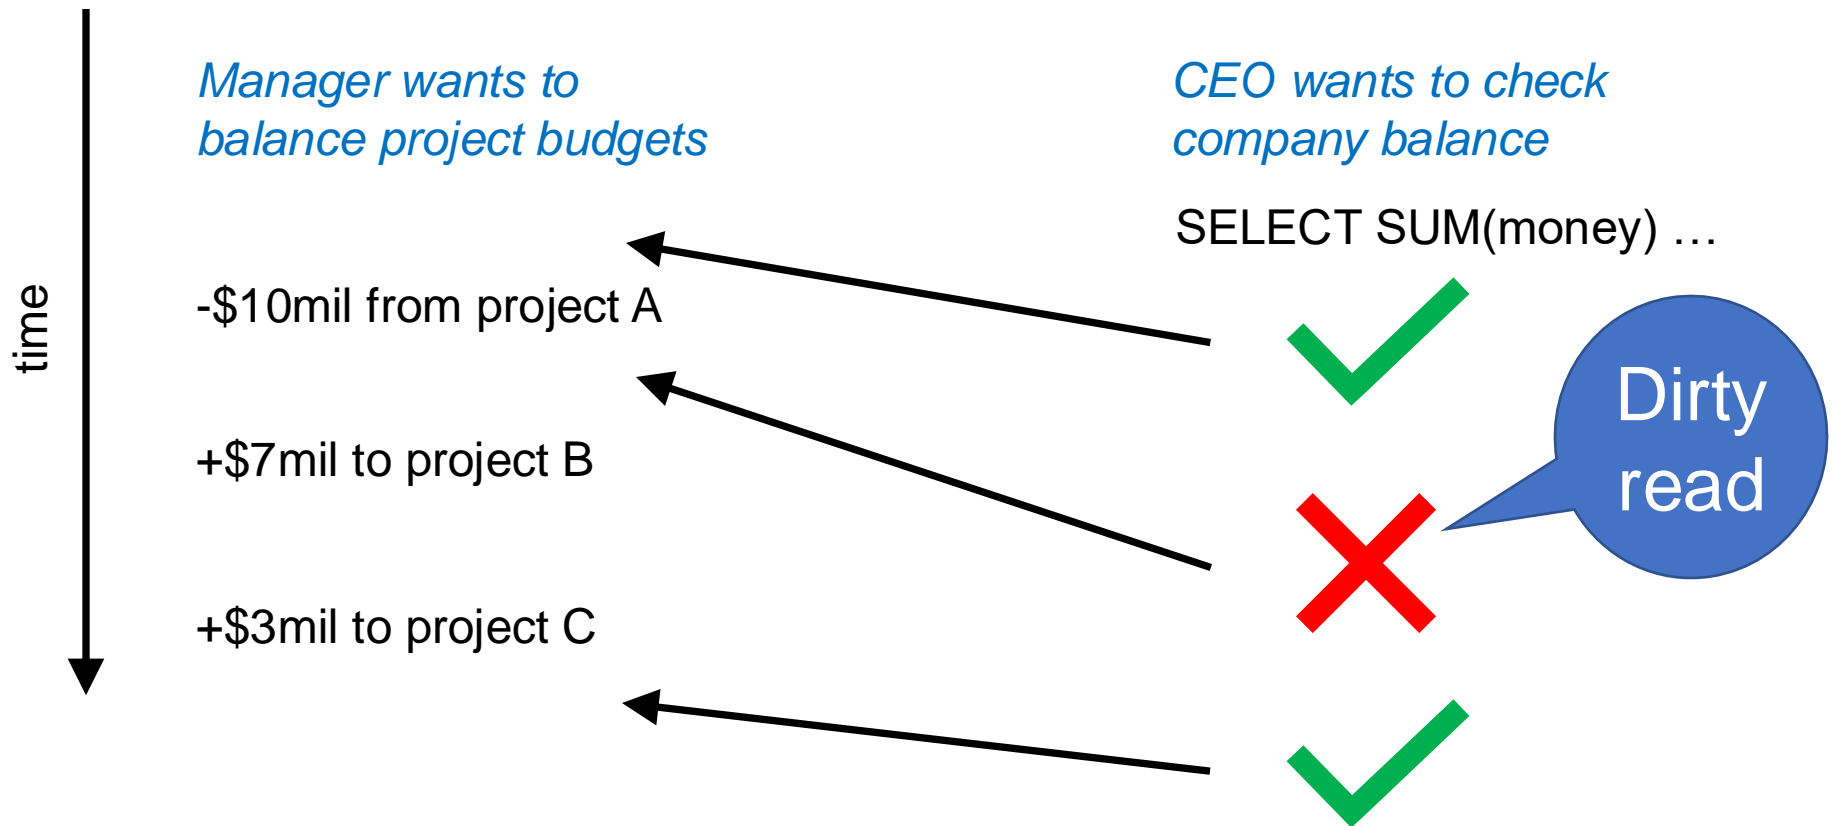 time
Manager wants to
balance project budgets
-$10mil from project A
+$7mil to project B
+$3mil to project C
CEO wants to check
company balance
SELECT SUM(money) …
Dirty
read